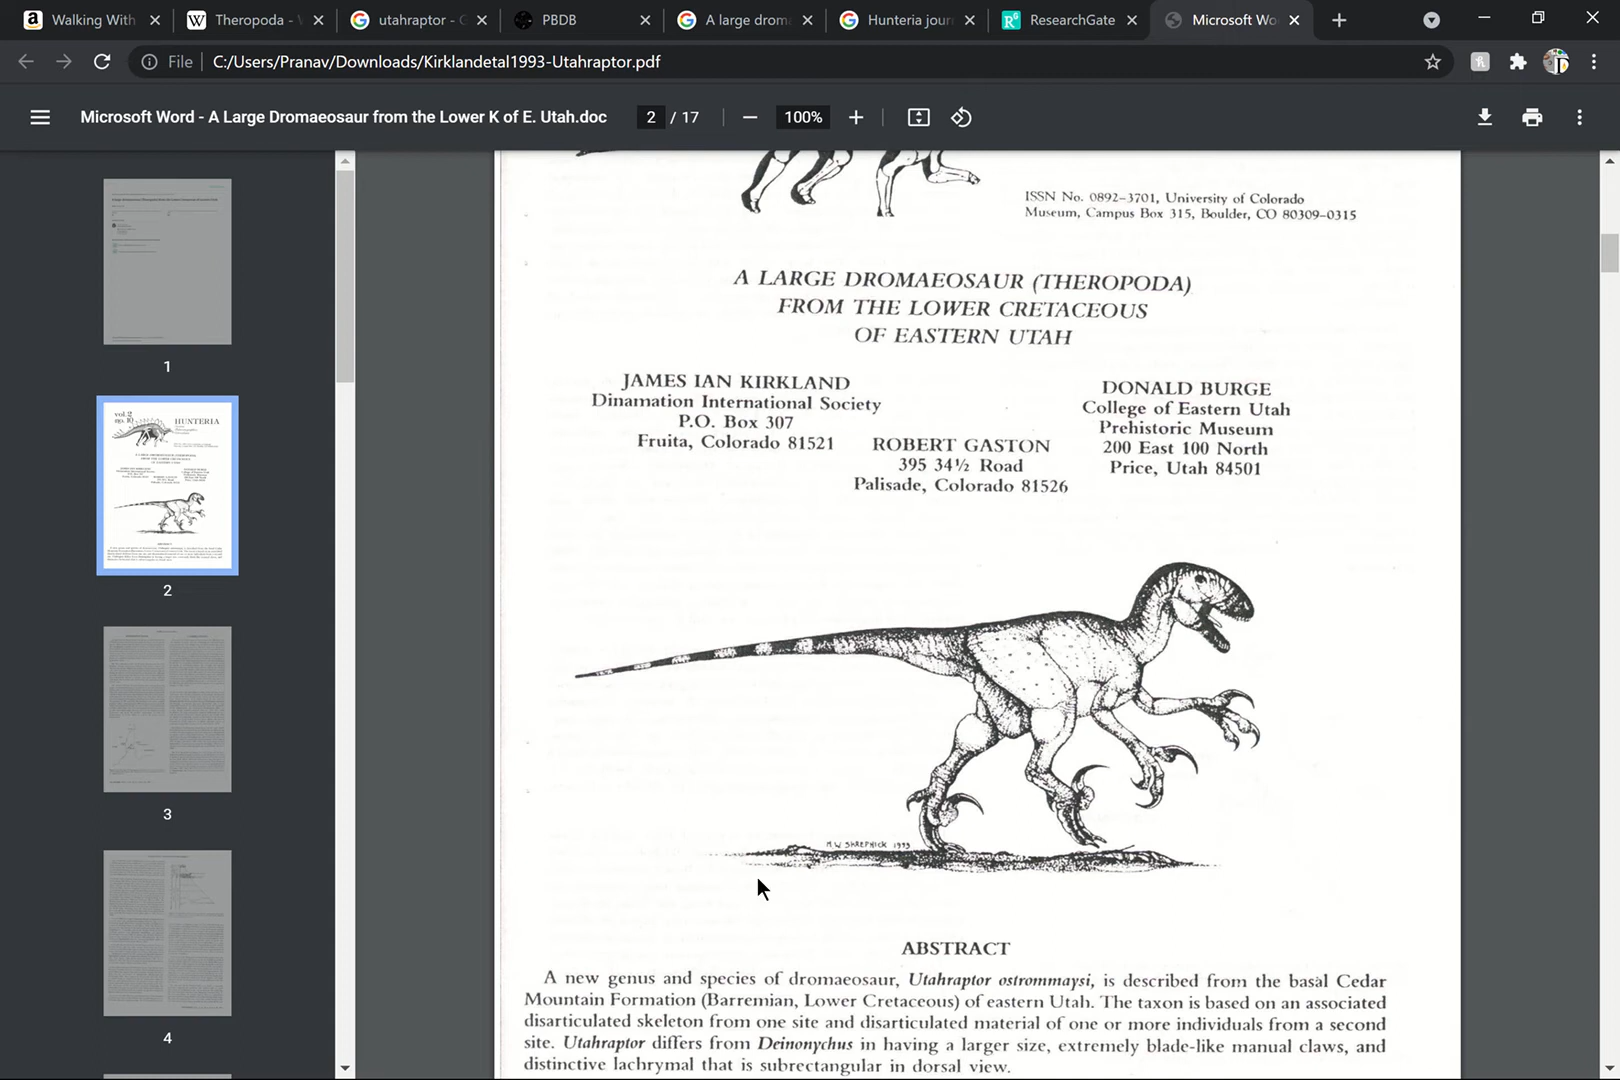 Walking With
Theropoda -
utahraptor -
PBDB
A large drom
Hunteria jour
ResearchGate
Microsoft Wo
File C:/Users/Pranav/Downloads/Kirklandetal1993-Utahraptor.pdf
Microsoft Word - A Large Dromaeosaur from the Lower K of E. Utah.doc
2 / 17
100%
ISSN No. 0892-3701, University of Colorado
Museum, Campus Box 315, Boulder, CO 80309-0315
A LARGE DROMAEOSAUR (THEROPODA)
FROM THE LOWER CRETACEOUS
OF EASTERN UTAH
JAMES IAN KIRKLAND
Dinamation International Society
P.O. Box 307
Fruita, Colorado 81521
ROBERT GASTON
395 34½ Road
Palisade, Colorado 81526
DONALD BURGE
College of Eastern Utah
Prehistoric Museum
200 East 100 North
Price, Utah 84501
M.W SKREPNICK 1993
ABSTRACT
A new genus and species of dromaeosaur, Utahraptor ostrommaysi, is described from the basal Cedar
Mountain Formation (Barremian, Lower Cretaceous) of eastern Utah. The taxon is based on an associated
disarticulated skeleton from one site and disarticulated material of one or more individuals from a second
site. Utahraptor differs from Deinonychus in having a larger size, extremely blade-like manual claws, and
distinctive lachrymal that is subrectangular in dorsal view.
1
vol.2
no. 10
HUNTERIA
2
3
4